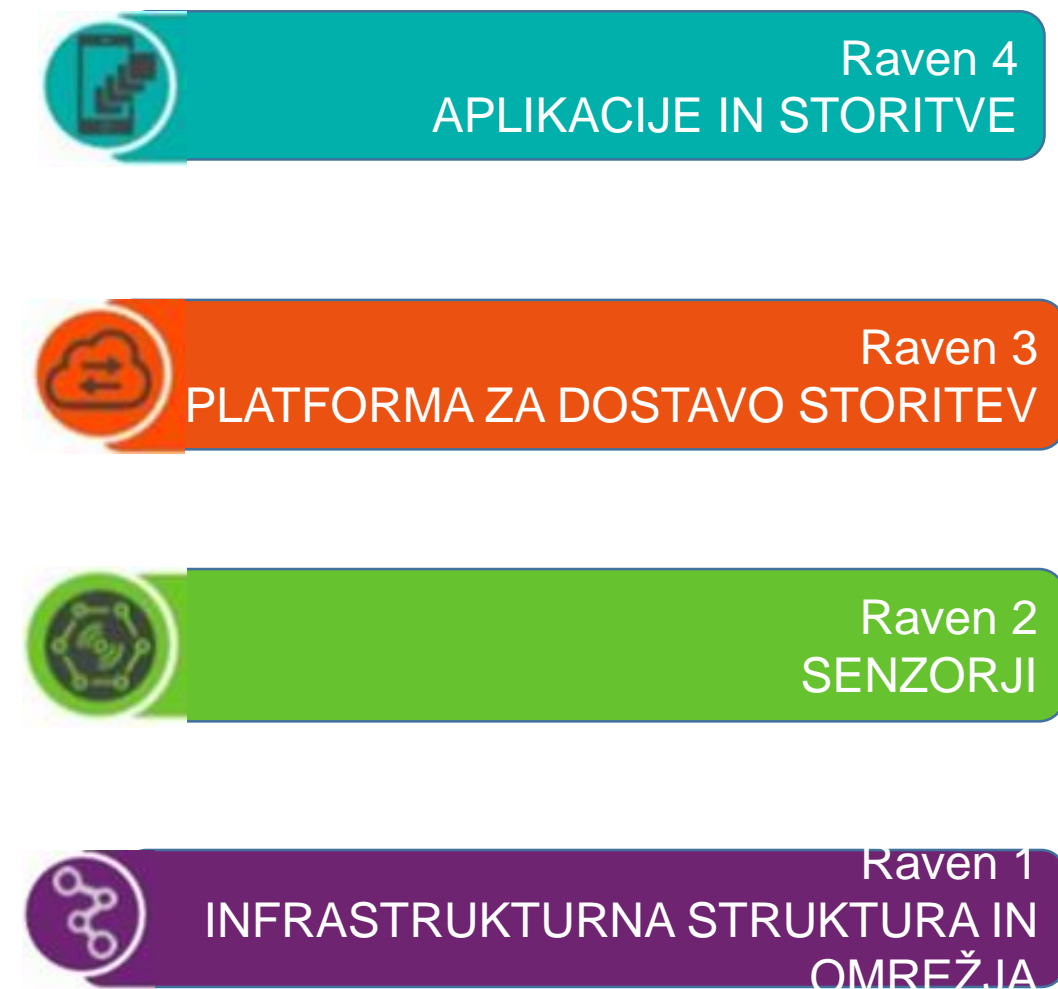 Raven 4
APLIKACIJE IN STORITVE
Raven 3
PLATFORMA ZA DOSTAVO STORITEV
Raven 2
SENZORJI
Raven 1
INFRASTRUKTURNA STRUKTURA IN
OMREŽJA